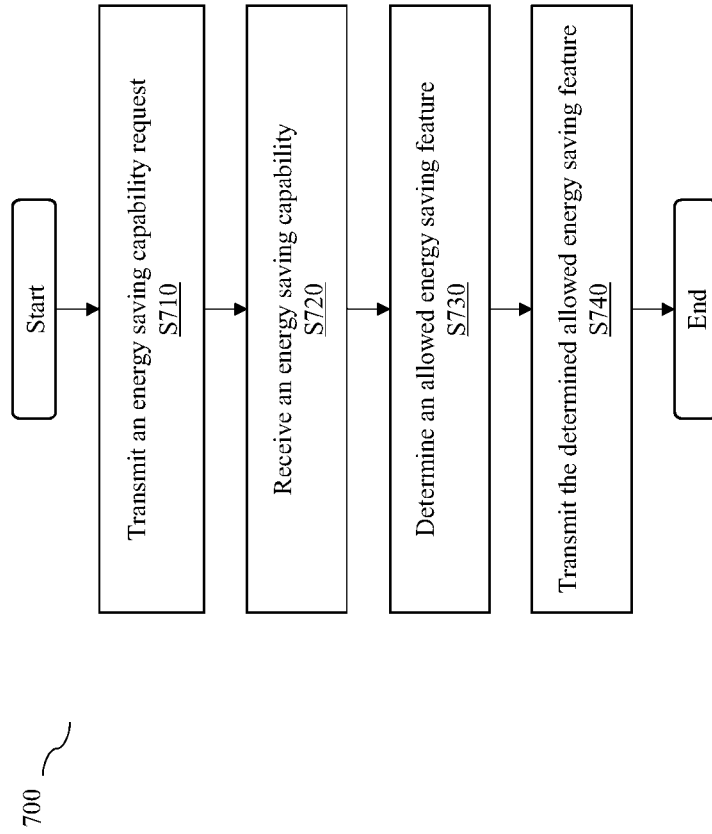 700
Start
Transmit an energy saving capability request
S710
Receive an energy saving capability
S720
Determine an allowed energy saving feature
S730
Transmit the determined allowed energy saving feature
S740
End